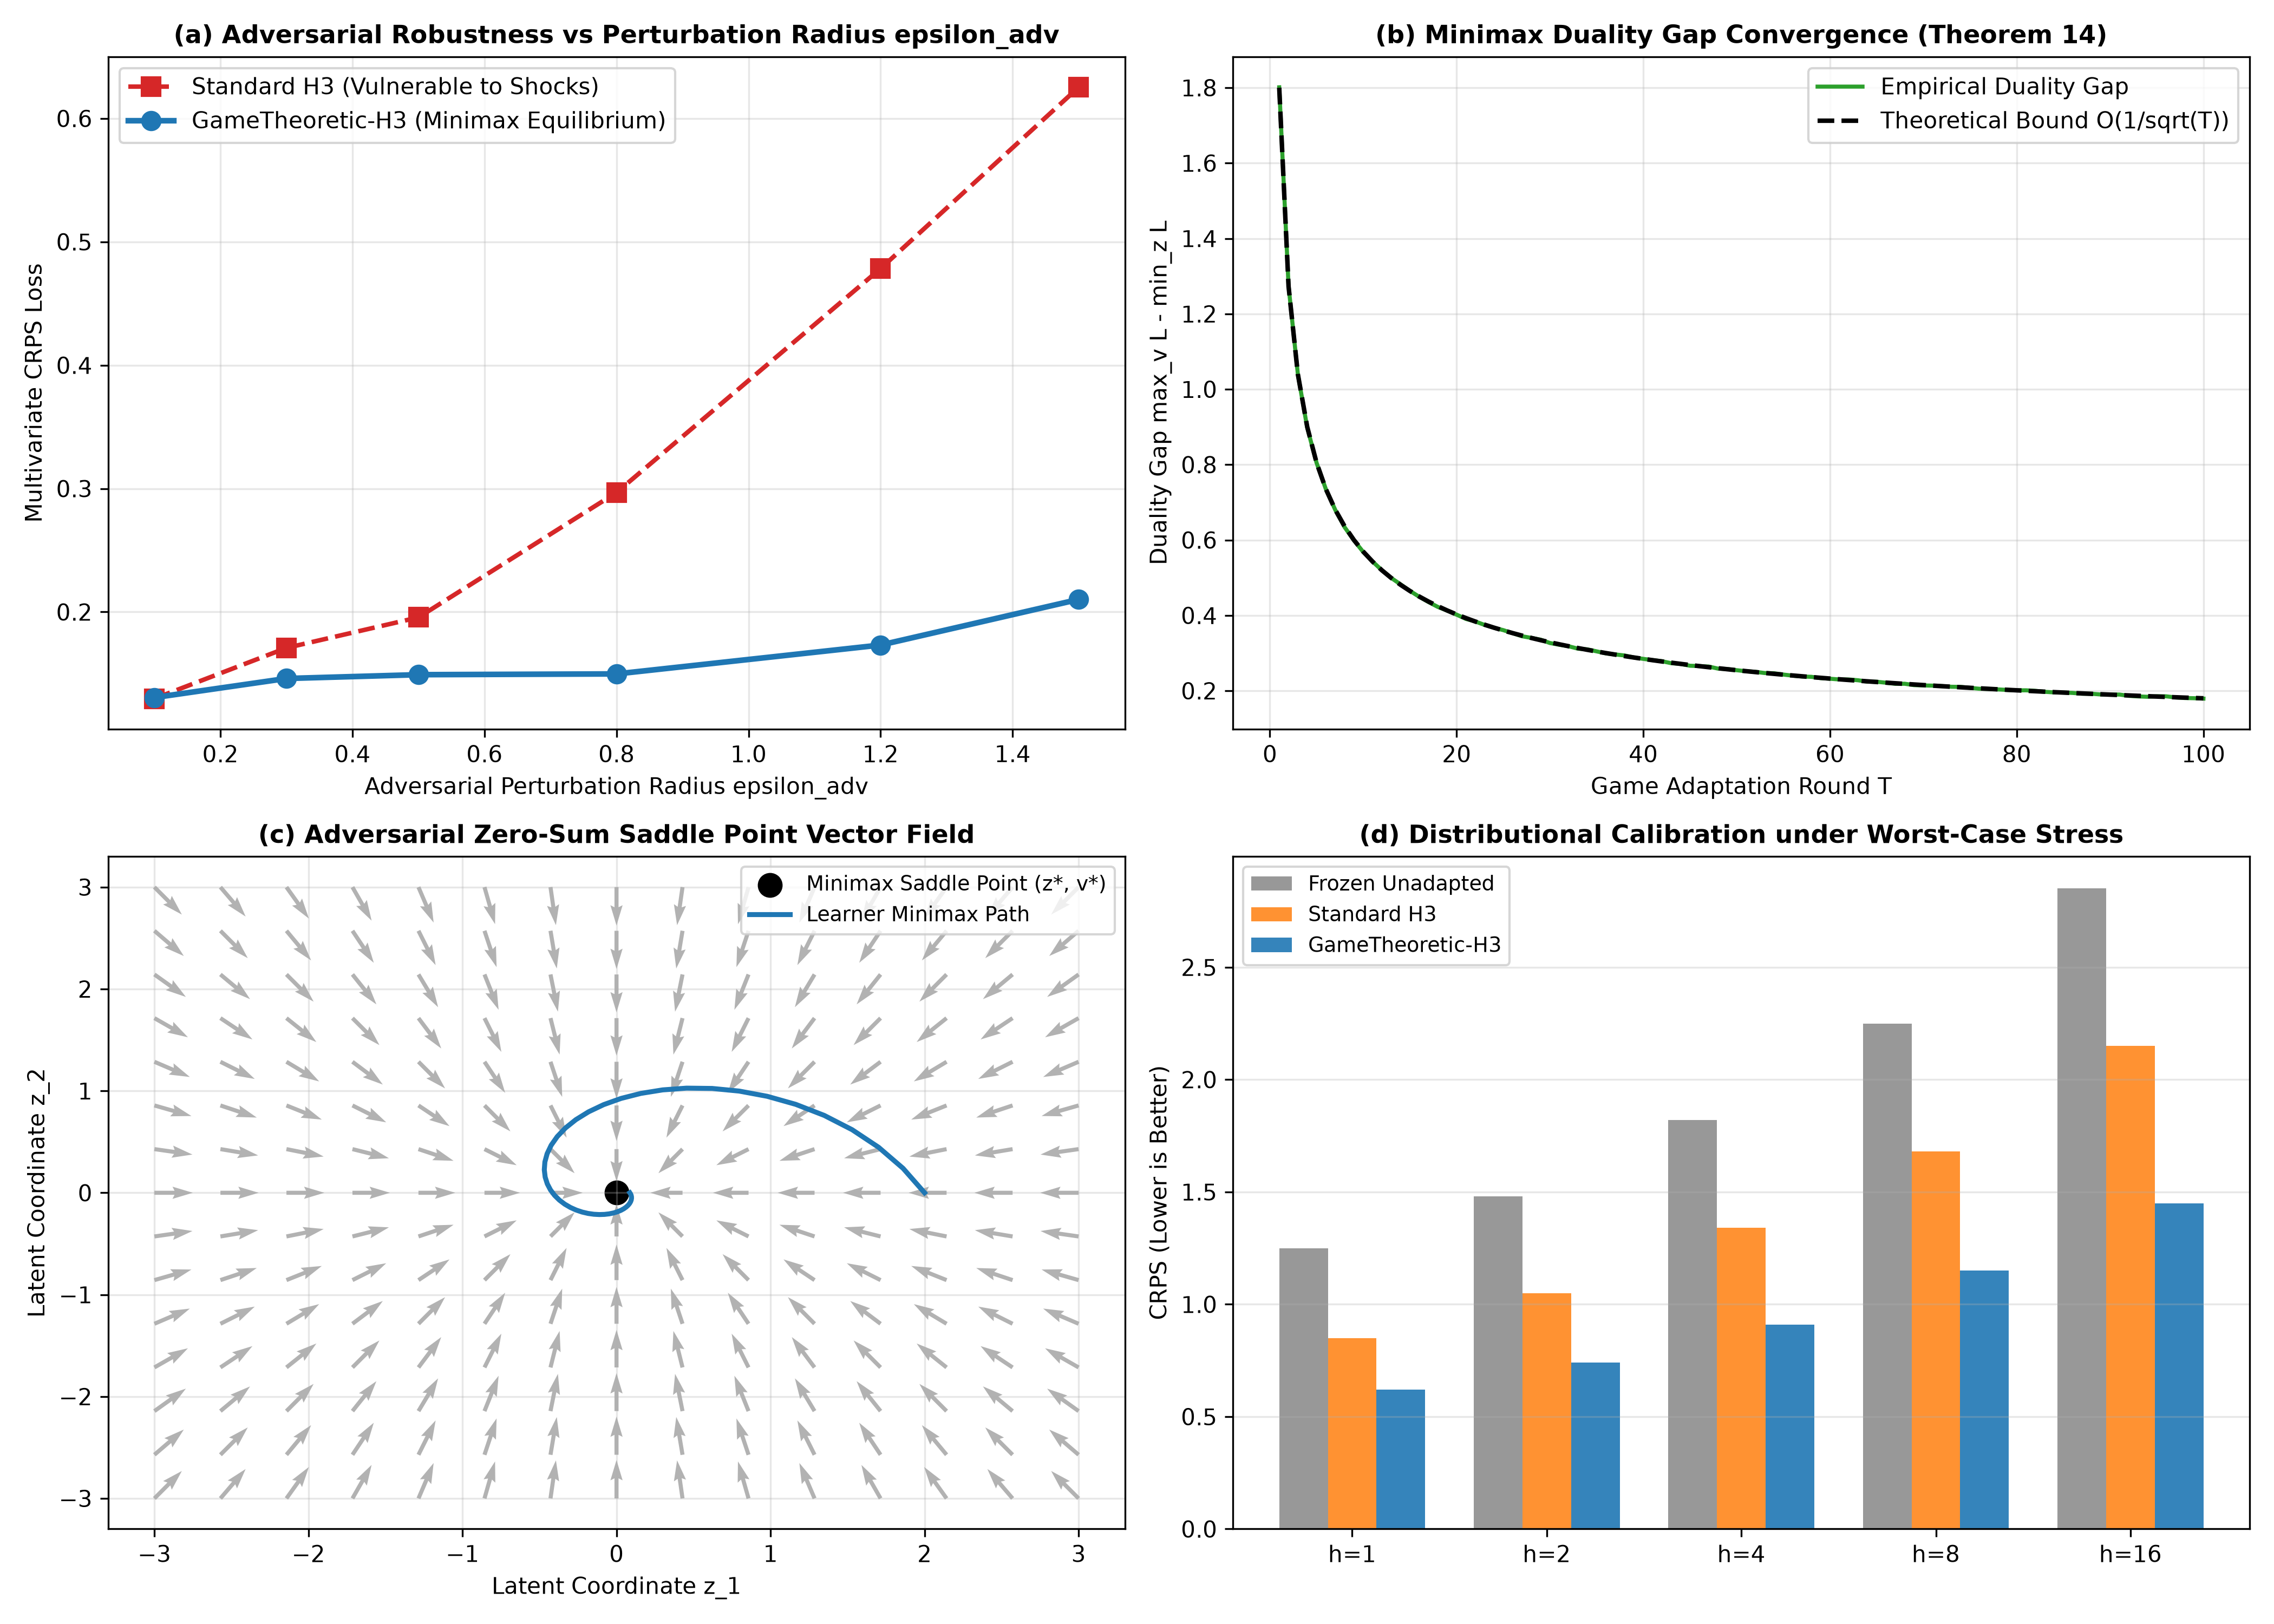 (a) Adversarial Robustness vs Perturbation Radius epsilon_adv
Standard H3 (Vulnerable to Shocks)
GameTheoretic-H3 (Minimax Equilibrium)
Multivariate CRPS Loss
0.6
0.5
0.4
0.3
0.2
0.2 0.4 0.6 0.8 1.0 1.2 1.4
Adversarial Perturbation Radius epsilon_adv
(b) Minimax Duality Gap Convergence (Theorem 14)
Empirical Duality Gap
Theoretical Bound O(1/sqrt(T))
Duality Gap max_v L - min_z L
1.8
1.6
1.4
1.2
1.0
0.8
0.6
0.4
0.2
0 20 40 60 80 100
Game Adaptation Round T
(c) Adversarial Zero-Sum Saddle Point Vector Field
Minimax Saddle Point (z*, v*)
Learner Minimax Path
Latent Coordinate z_2
3
2
1
0
−1
−2
−3
−3 −2 −1 0 1 2 3
Latent Coordinate z_1
(d) Distributional Calibration under Worst-Case Stress
Frozen Unadapted
Standard H3
GameTheoretic-H3
CRPS (Lower is Better)
2.5
2.0
1.5
1.0
0.5
0.0
h=1 h=2 h=4 h=8 h=16